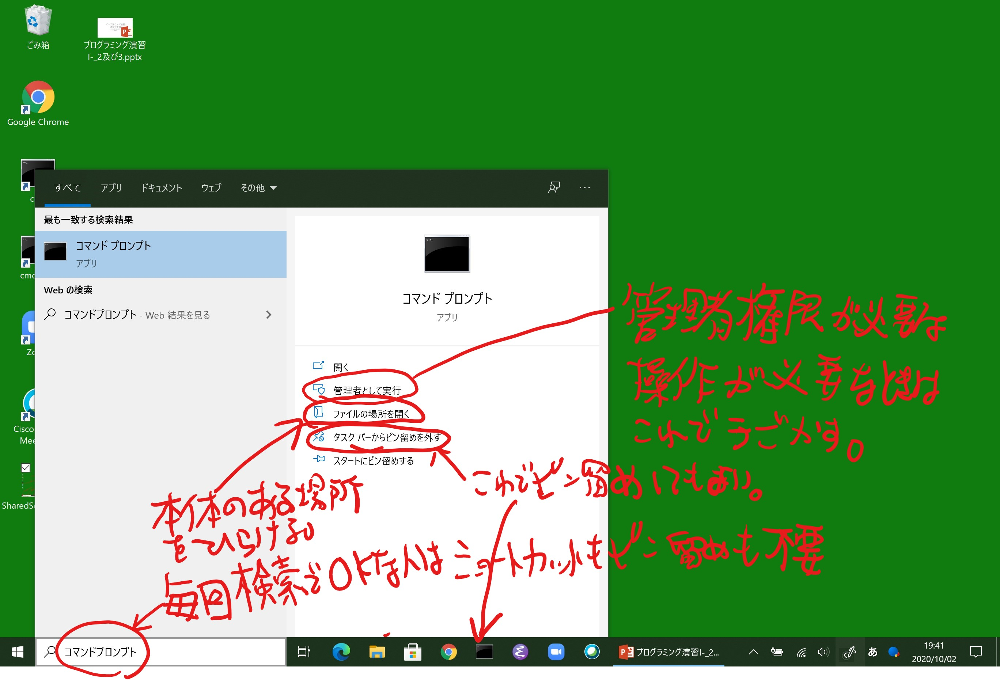 ごみ箱
プログラミング演習
I-_2及び3.pptx
Google Chrome
すべて アプリ ドキュメント ウェブ その他
最も一致する検索結果
コマンド プロンプト
アプリ
Web の検索
コマンドプロンプト - Web 結果を見る
コマンド プロンプト
アプリ
開く
管理者として実行
ファイルの場所を開く
タスク バーからピン留めを外す
スタートにピン留めする
管理者権限が必要な
操作が必要なときは
これでうごかす。
これでピン留めしてもよい。
本体のある場所
をひらける。
毎回検索でOKな人はショートカットもピン留めも不要
cmd
Zo
Cisco
Mee
SharedSc
コマンドプロンプト
プログラミング演習I-_2...
あ
19:41
2020/10/02